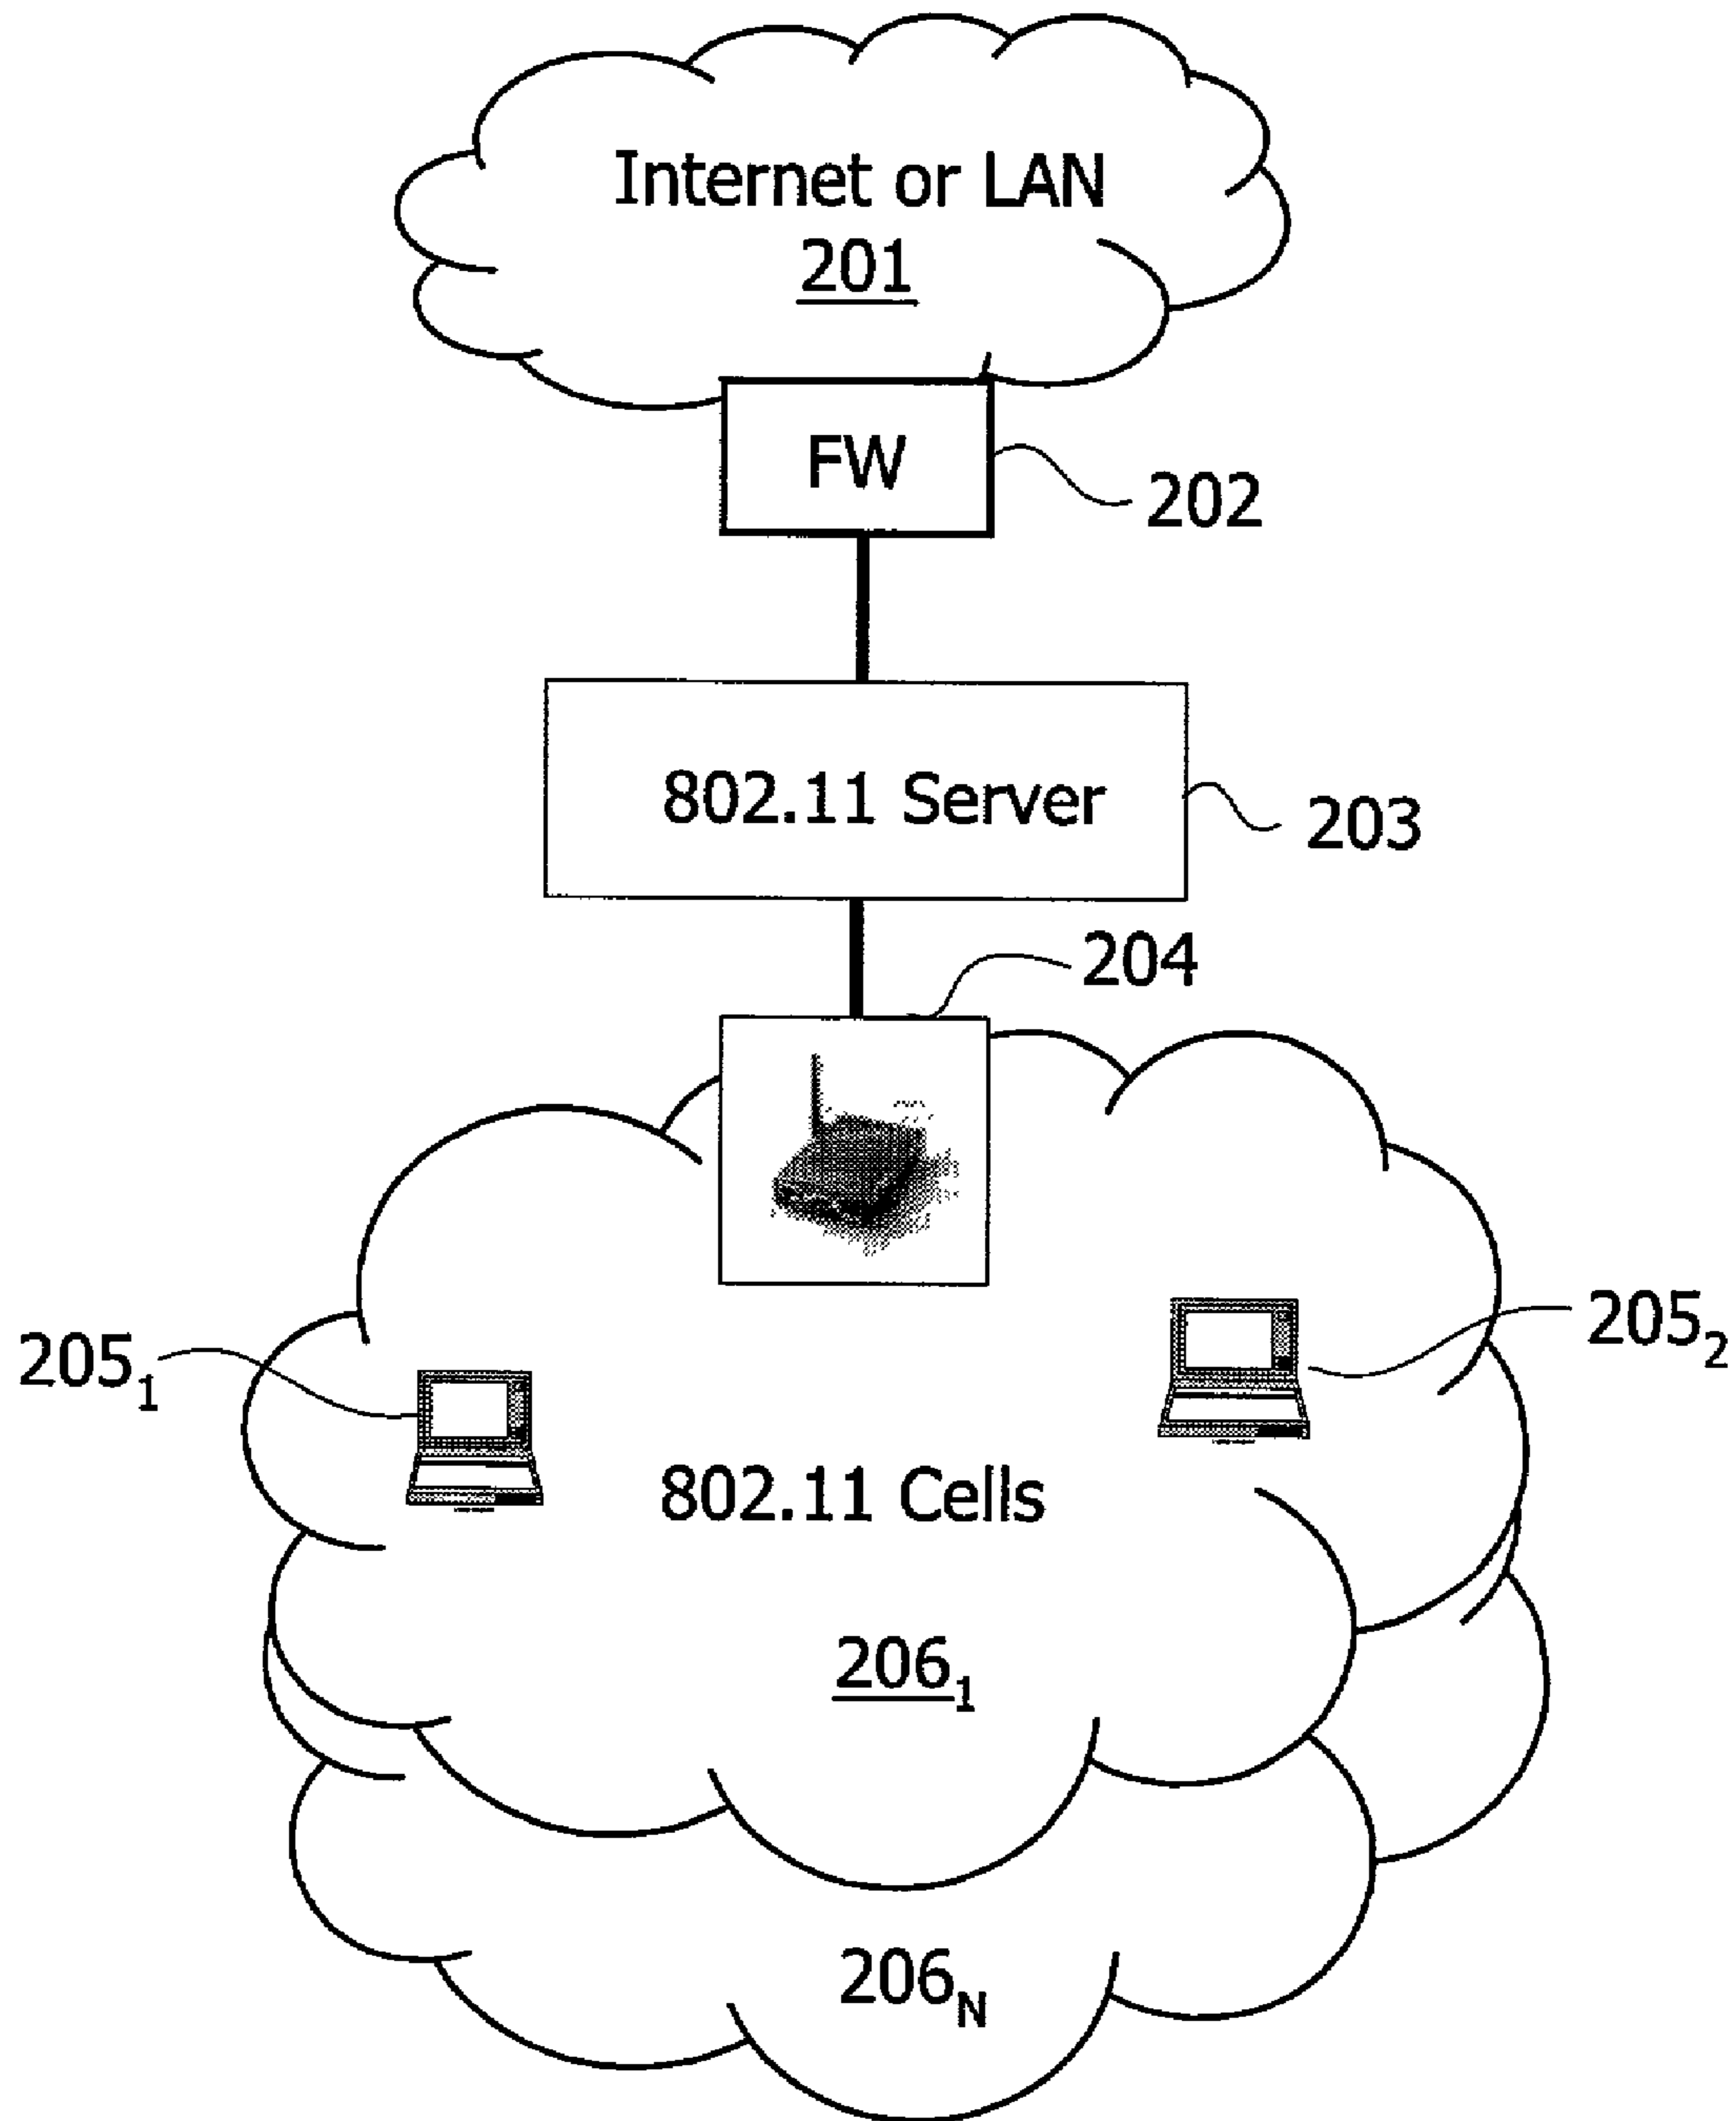 Internet or LAN
201
FW
202
802.11 Server
203
204
205₁
205₂
802.11 Cells
206₁
206N